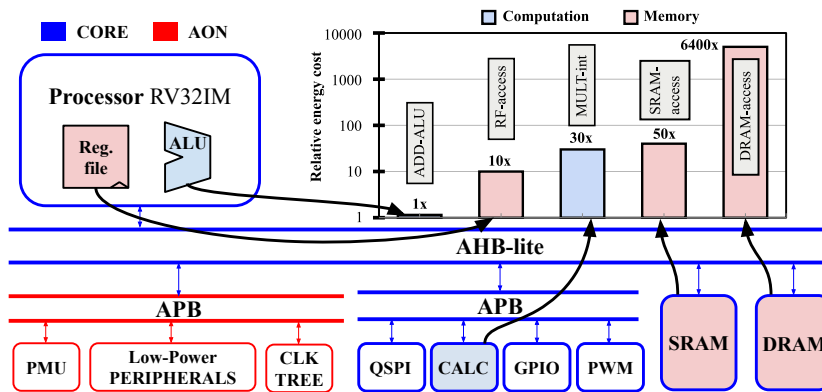 CORE
AON
Computation
Memory
Processor RV32IM
Reg.
file
ALU
Relative energy cost
10000
1000
100
10
1
ADD-ALU
RF-access
MULT-int
SRAM-
access
DRAM-access
1x
10x
30x
50x
6400x
AHB-lite
APB
APB
PMU
Low-Power
PERIPHERALS
CLK
TREE
QSPI
CALC
GPIO
PWM
SRAM
DRAM